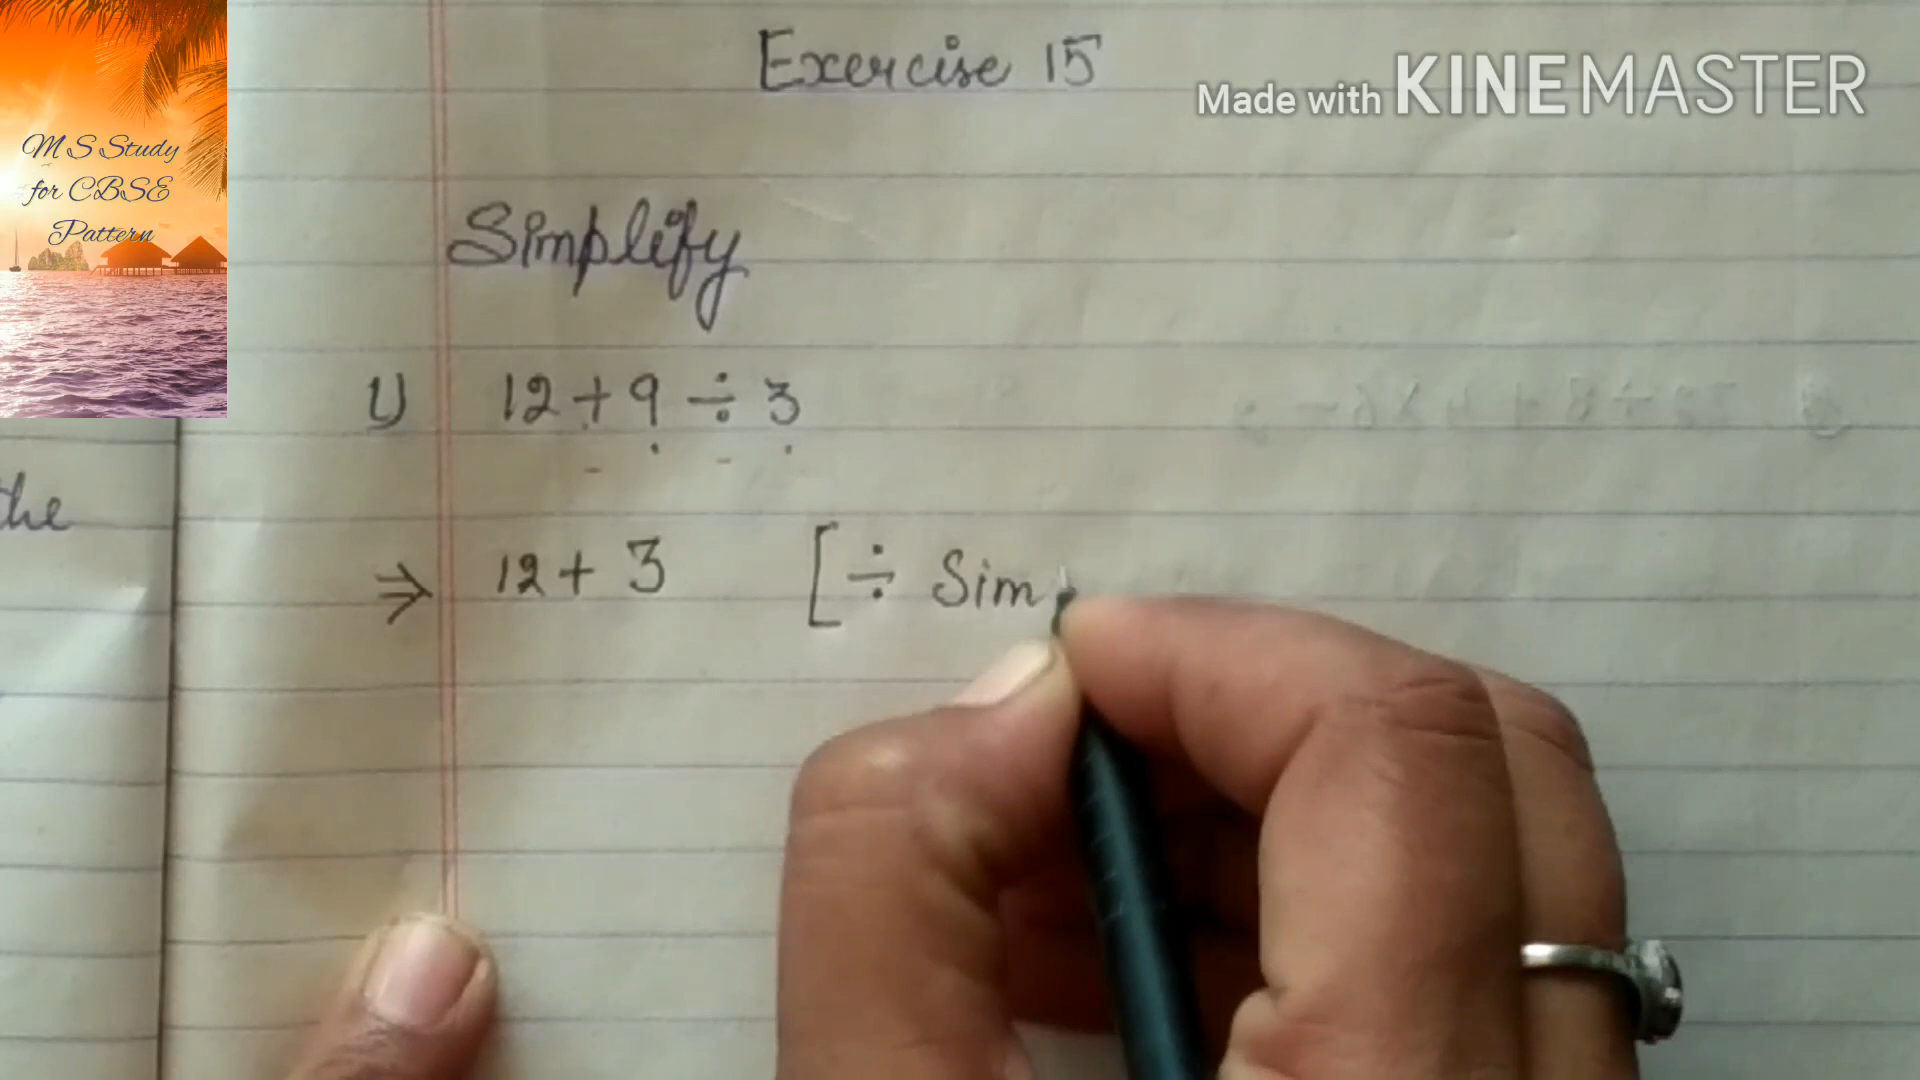 Exercise 15
Made with KINEMASTER
M S Study
for CBSE
Pattern
Simplify
1) 12 + 9 ÷ 3
the
⇒ 12 + 3 [ ÷ Sim